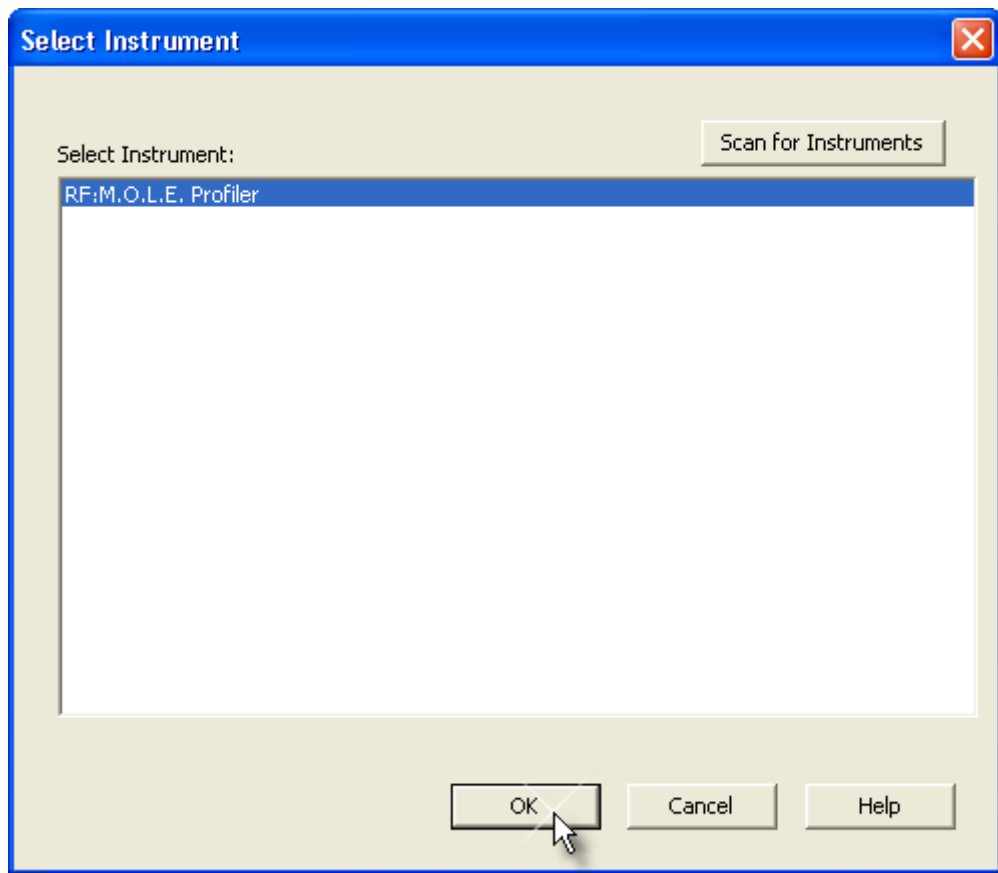 Select Instrument
Scan for Instruments
Select Instrument:
RF:M.O.L.E. Profiler
OK
Cancel
Help